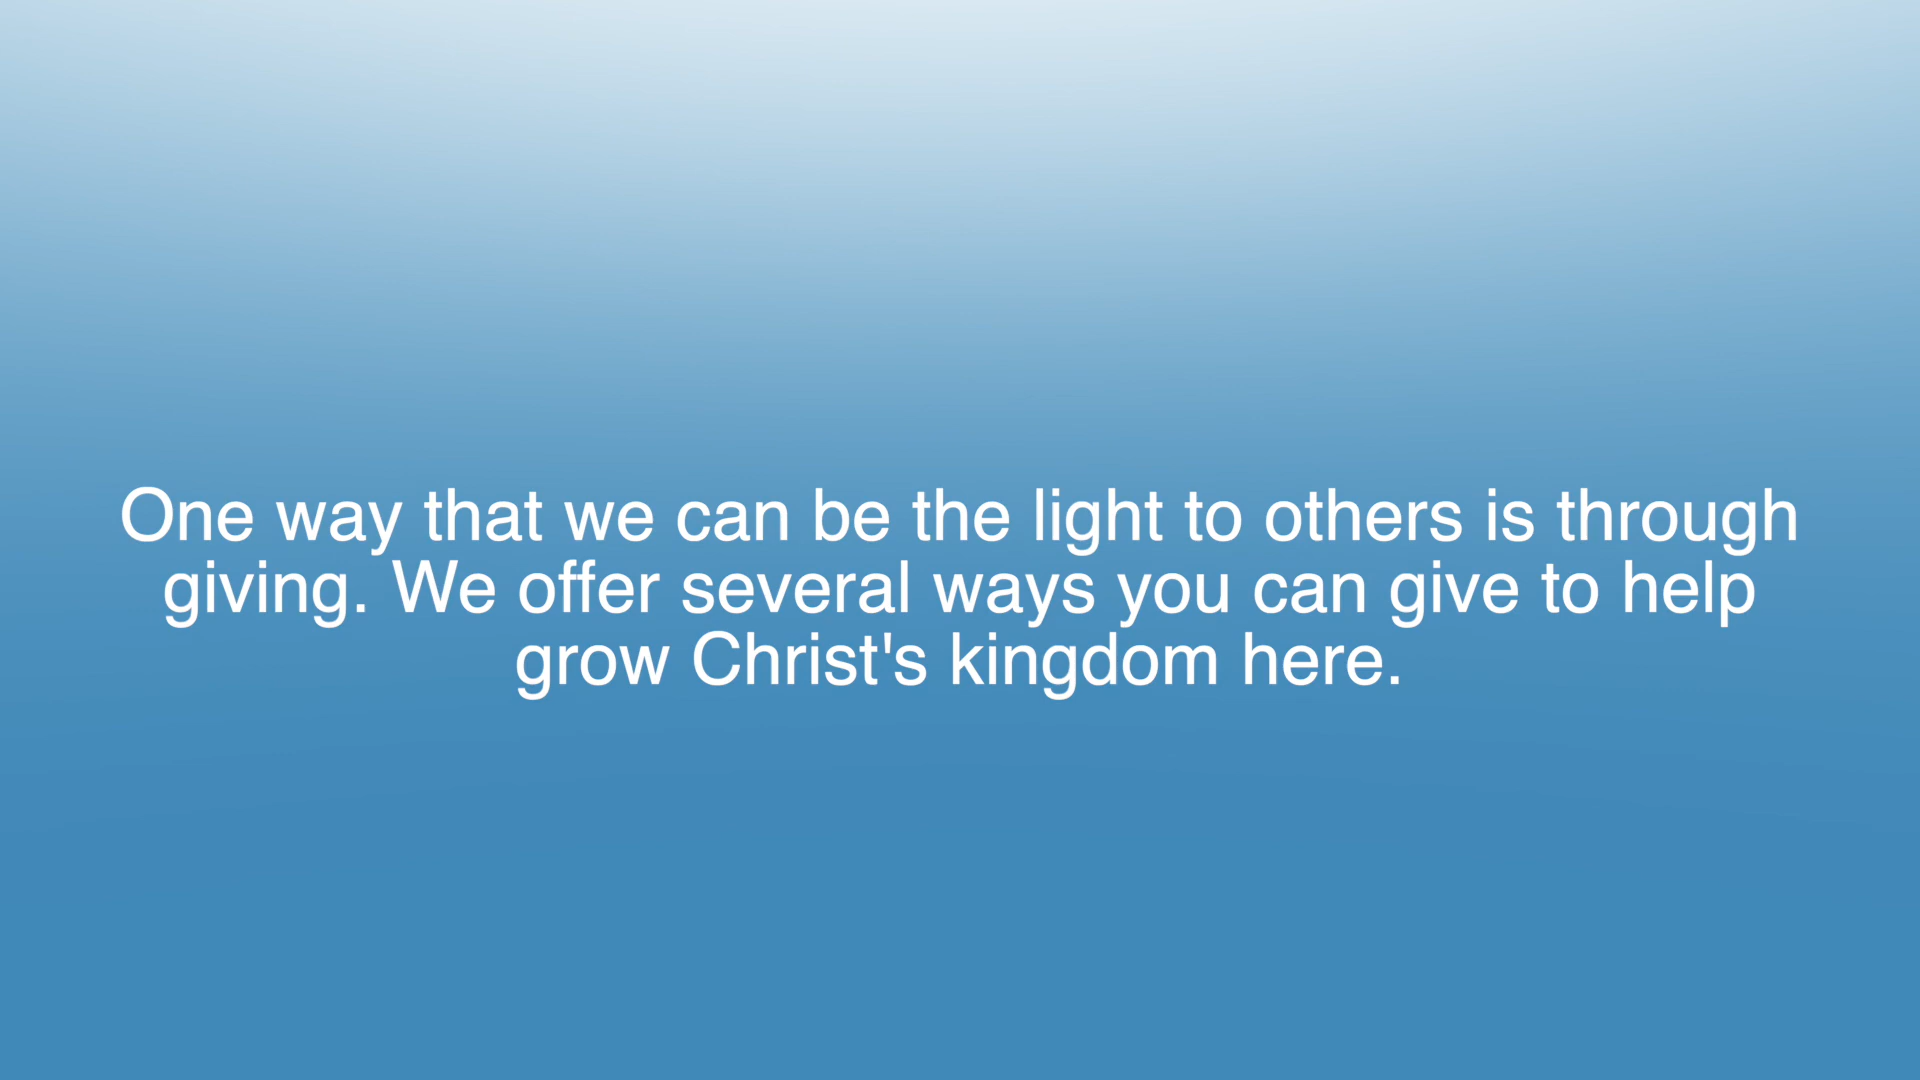 One way that we can be the light to others is through
giving. We offer several ways you can give to help
grow Christ's kingdom here.